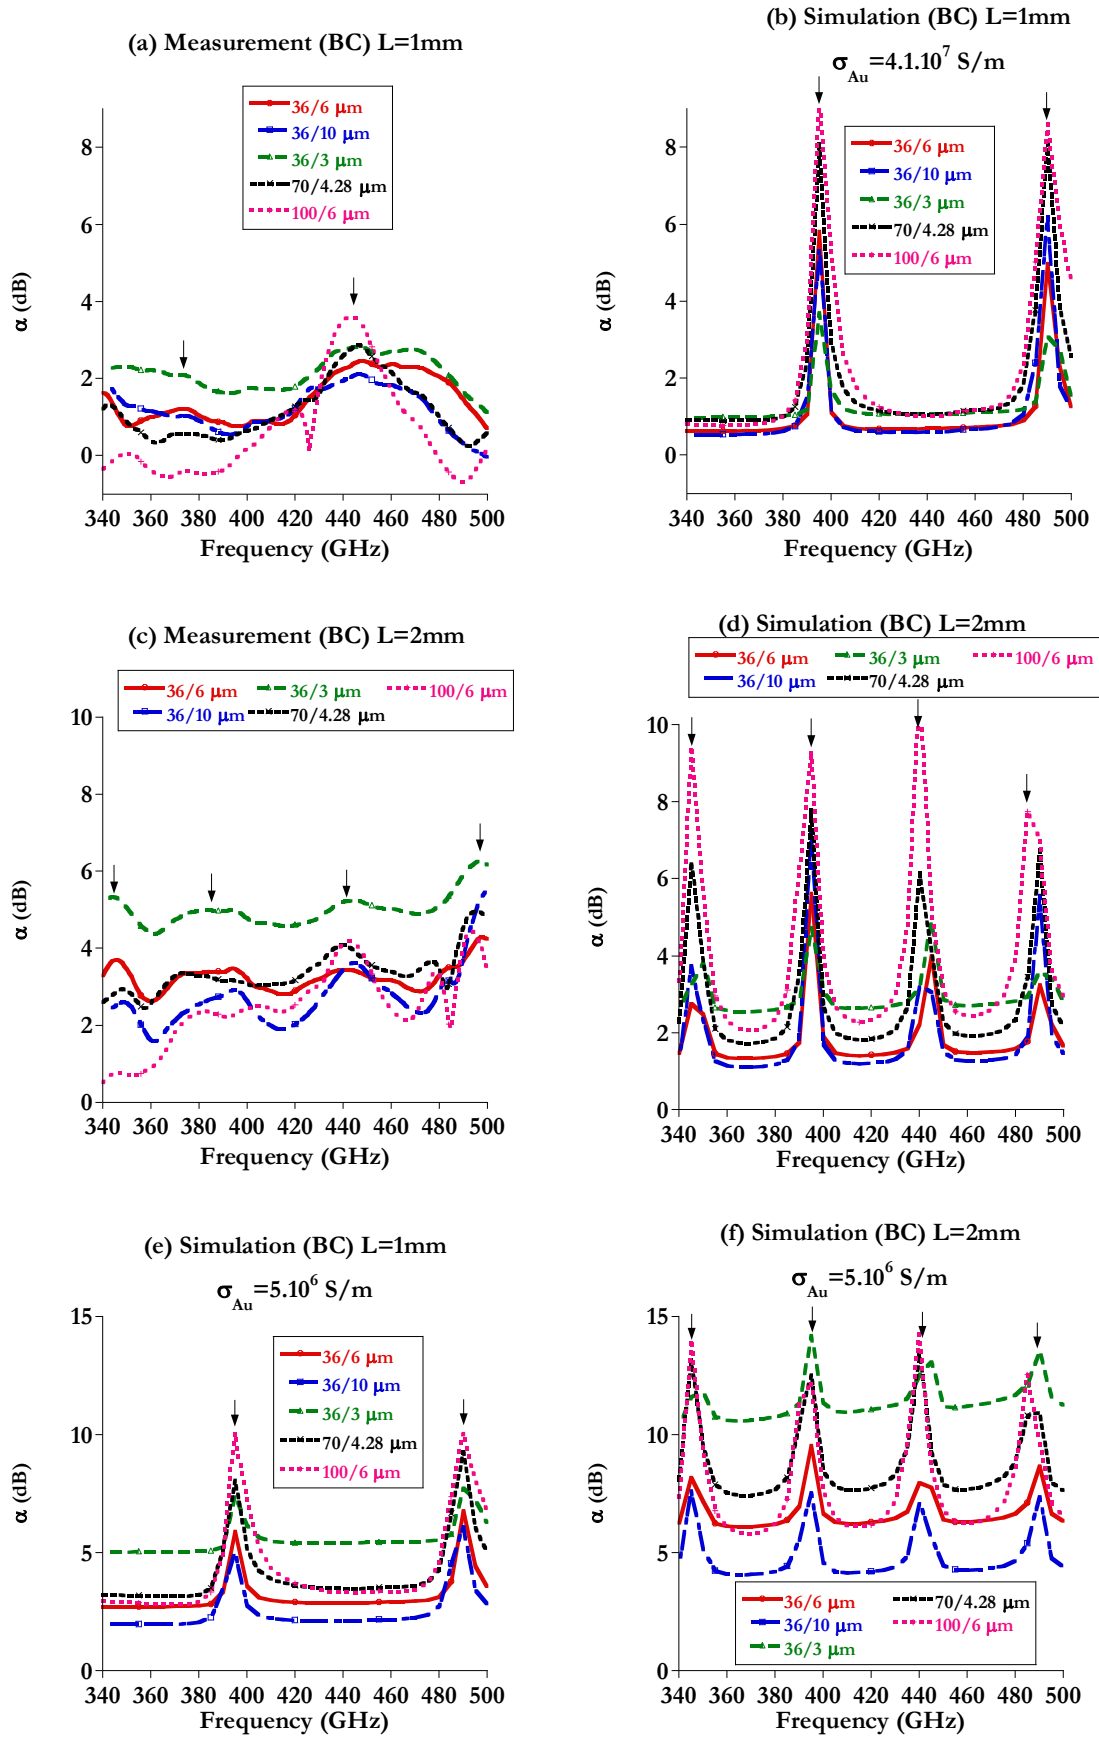 (a) Measurement (BC) L=1mm
36/6 µm
36/10 µm
36/3 µm
70/4.28 µm
100/6 µm
8
6
4
2
0
α (dB)
340 360 380 400 420 440 460 480 500
Frequency (GHz)
(b) Simulation (BC) L=1mm
σAu=4.1.10^7 S/m
36/6 µm
36/10 µm
36/3 µm
70/4.28 µm
100/6 µm
8
6
4
2
0
α (dB)
340 360 380 400 420 440 460 480 500
Frequency (GHz)
(c) Measurement (BC) L=2mm
36/6 µm 36/3 µm 100/6 µm
36/10 µm 70/4.28 µm
10
8
6
4
2
0
α (dB)
340 360 380 400 420 440 460 480 500
Frequency (GHz)
(d) Simulation (BC) L=2mm
36/6 µm 36/3 µm 100/6 µm
36/10 µm 70/4.28 µm
10
8
6
4
2
0
α (dB)
340 360 380 400 420 440 460 480 500
Frequency (GHz)
(e) Simulation (BC) L=1mm
σAu=5.10^6 S/m
36/6 µm
36/10 µm
36/3 µm
70/4.28 µm
100/6 µm
15
10
5
0
α (dB)
340 360 380 400 420 440 460 480 500
Frequency (GHz)
(f) Simulation (BC) L=2mm
σAu=5.10^6 S/m
15
10
5
0
α (dB)
36/6 µm 70/4.28 µm
36/10 µm 100/6 µm
36/3 µm
340 360 380 400 420 440 460 480 500
Frequency (GHz)